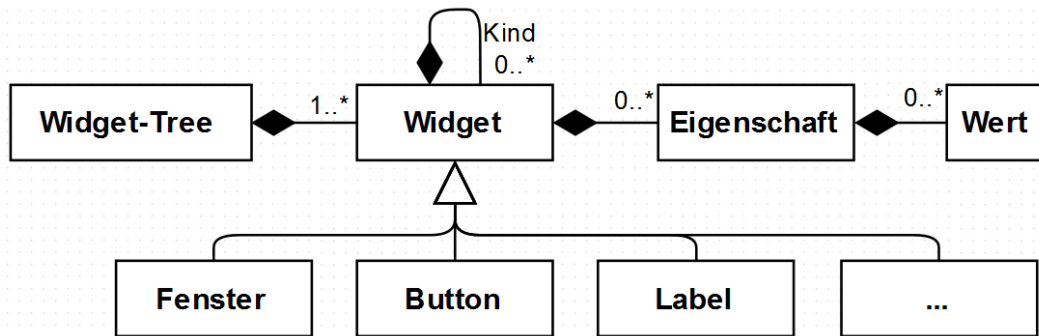 Kind
0..*
Widget-Tree
1..*
Widget
0..*
Eigenschaft
0..*
Wert
Fenster
Button
Label
...